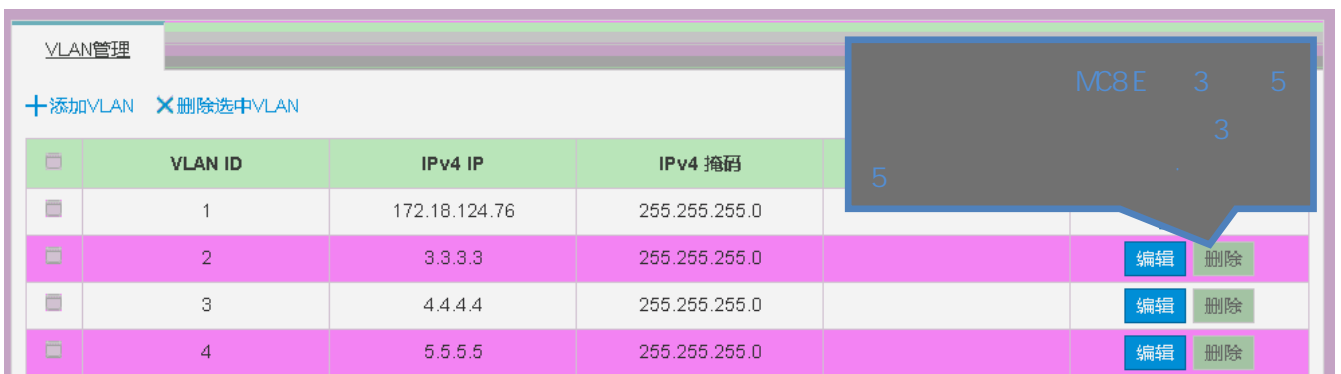 VLAN管理
MC8E 3 5
3
5
添加VLAN 删除选中VLAN
VLAN ID IPv4 IP IPv4 掩码
1 172.18.124.76 255.255.255.0
2 3.3.3.3 255.255.255.0 编辑 删除
3 4.4.4.4 255.255.255.0 编辑 删除
4 5.5.5.5 255.255.255.0 编辑 删除